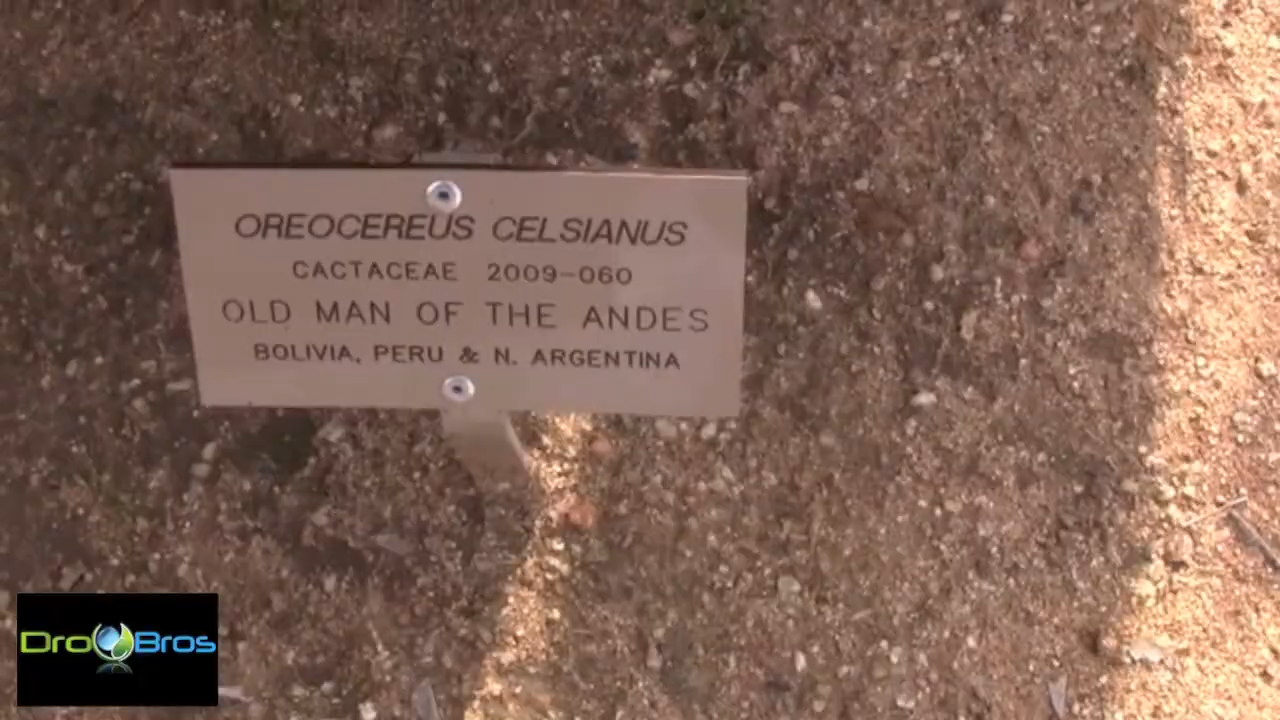 OREOCEREUS CELSIANUS
CACTACEAE 2009-060
OLD MAN OF THE ANDES
BOLIVIA, PERU & N. ARGENTINA
DroBros